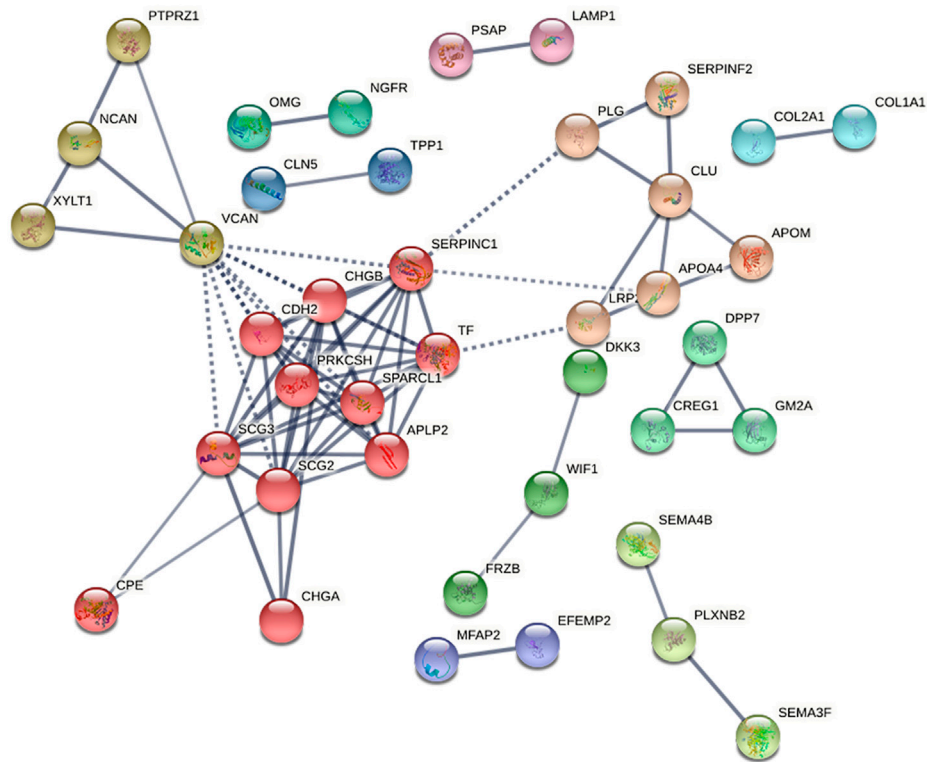 PTPRZ1
PSAP
LAMP1
SERPINF2
NCAN
OMG
NGFR
PLG
COL2A1
COL1A1
CLN5
TPP1
CLU
XYLT1
VCAN
SERPINC1
APOM
CHGB
APOA4
LRP2
CDH2
TF
DKK3
DPP7
PRKCSH
SPARCL1
CREG1
GM2A
SCG3
APLP2
SCG2
WIF1
SEMA4B
FRZB
CPE
CHGA
EFEMP2
PLXNB2
MFAP2
SEMA3F